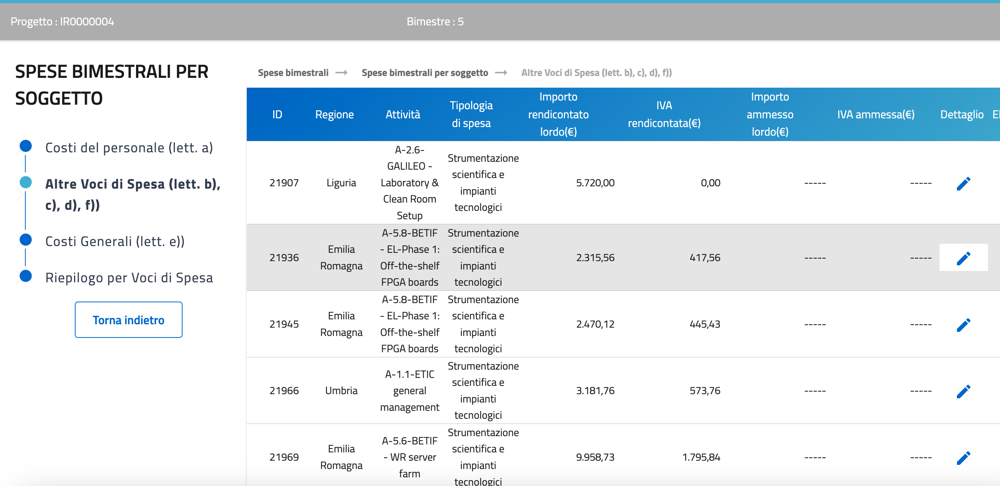 Progetto : IR0000004
Bimestre : 5
SPESE BIMESTRALI PER
SOGGETTO
Costi del personale (lett. a)
Altre Voci di Spesa (lett. b),
c), d), f))
Costi Generali (lett. e))
Riepilogo per Voci di Spesa
Torna indietro
Spese bimestrali → Spese bimestrali per soggetto → Altre Voci di Spesa (lett. b), c), d), f))
ID
Regione
Attività
Tipologia
di spesa
Importo
rendicontato
lordo(€)
IVA
rendicontata(€)
Importo
ammesso
lordo(€)
IVA ammessa(€)
Dettaglio
21907
Liguria
A-2.6-
GALILEO -
Laboratory &
Clean Room
Setup
Strumentazione
scientifica e
impianti
tecnologici
5.720,00
0,00
-----
-----
21936
Emilia
Romagna
A-5.8-BETIF
- EL-Phase 1:
Off-the-shelf
FPGA boards
Strumentazione
scientifica e
impianti
tecnologici
2.315,56
417,56
-----
-----
21945
Emilia
Romagna
A-5.8-BETIF
- EL-Phase 1:
Off-the-shelf
FPGA boards
Strumentazione
scientifica e
impianti
tecnologici
2.470,12
445,43
-----
-----
21966
Umbria
A-1.1-ETIC
general
management
Strumentazione
scientifica e
impianti
tecnologici
3.181,76
573,76
-----
-----
21969
Emilia
Romagna
A-5.6-BETIF
- WR server
farm
Strumentazione
scientifica e
impianti
tecnologici
9.958,73
1.795,84
-----
-----